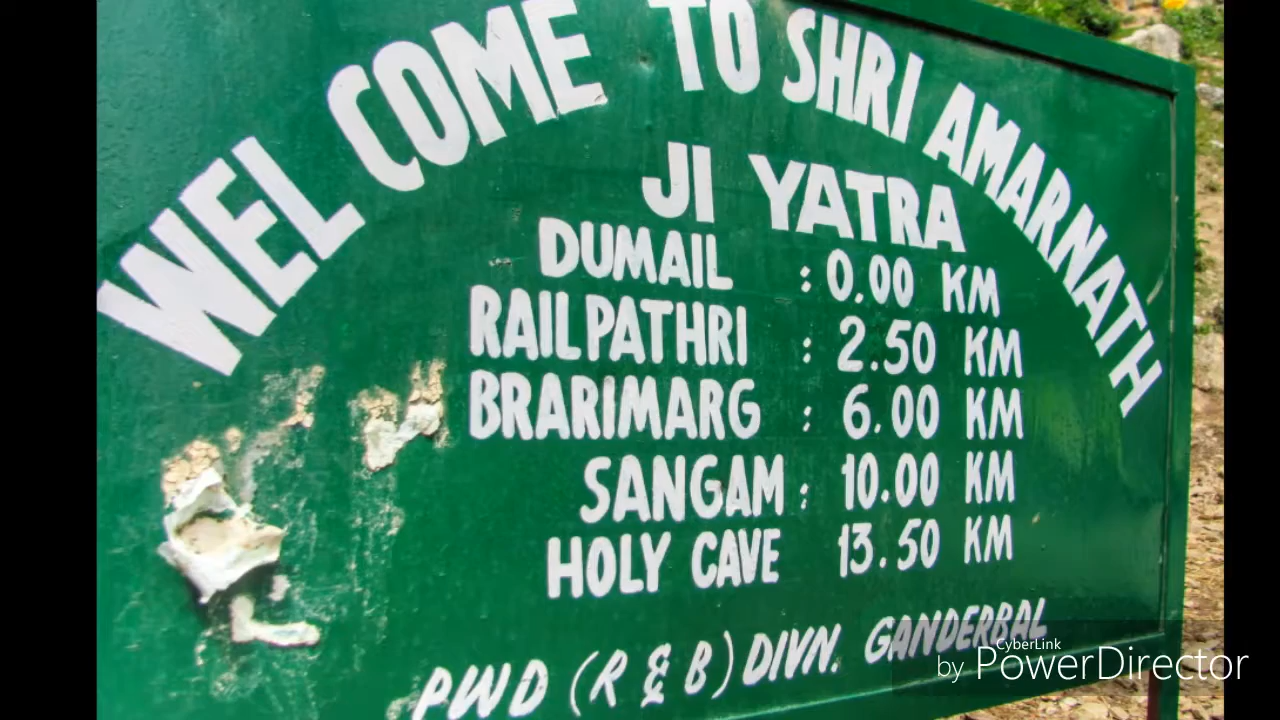 WEL COME TO SHRI AMARNATH
JI YATRA
DUMAIL : 0.00 KM
RAILPATHRI : 2.50 KM
BRARIMARG : 6.00 KM
SANGAM : 10.00 KM
HOLY CAVE 13.50 KM
PWD (R & B) DIVN. GANDERBAL
CyberLink
by PowerDirector